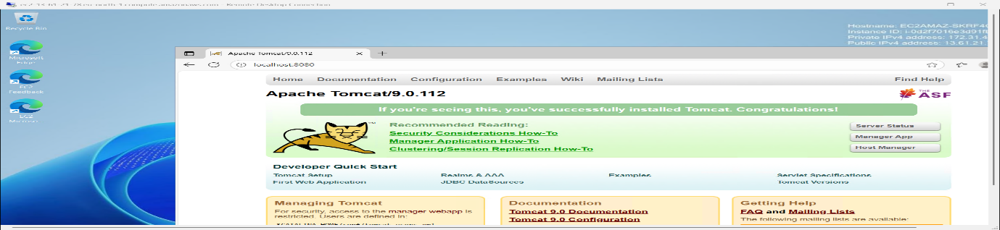 ec2-13-61-21-78.eu-north-1.compute.amazonaws.com - Remote Desktop Connection
Recycle Bin
Microsoft
Edge
EC2
Feedback
EC2
Microso...
Hostname: EC2AMAZ-SKRF4
Instance ID: i-0d2f7016e3d91f
Private IPv4 address: 172.31.4
Public IPv4 address: 13.61.21
Apache Tomcat/9.0.112
localhost:8080
Home Documentation Configuration Examples Wiki Mailing Lists Find Help
Apache Tomcat/9.0.112
THE
ASF
If you're seeing this, you've successfully installed Tomcat. Congratulations!
TM
Recommended Reading:
Security Considerations How-To
Manager Application How-To
Clustering/Session Replication How-To
Server Status
Manager App
Host Manager
Developer Quick Start
Tomcat Setup
First Web Application
Realms & AAA
JDBC DataSources
Examples
Servlet Specifications
Tomcat Versions
Managing Tomcat
For security, access to the manager webapp is
restricted. Users are defined in:
Documentation
Tomcat 9.0 Documentation
Tomcat 9.0 Configuration
Getting Help
FAQ and Mailing Lists
The following mailing lists are available: